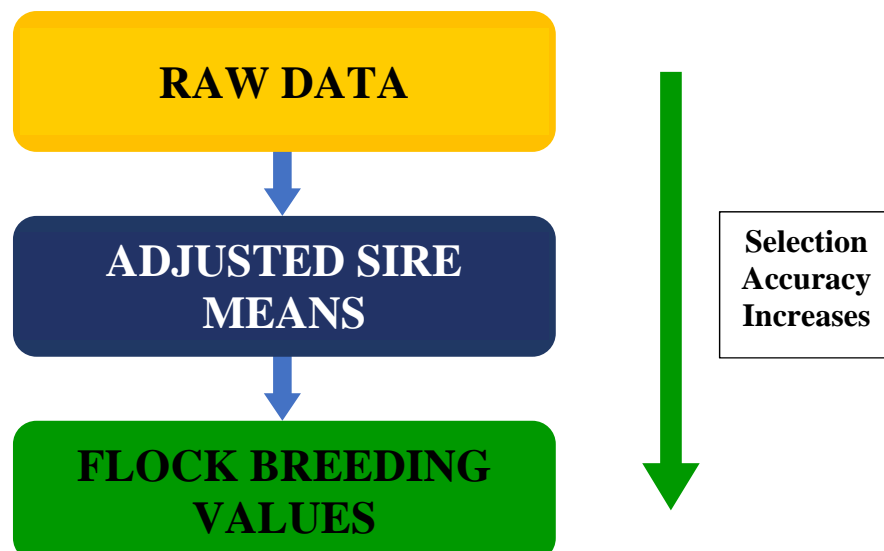 RAW DATA
ADJUSTED SIRE
MEANS
Selection
Accuracy
Increases
FLOCK BREEDING
VALUES